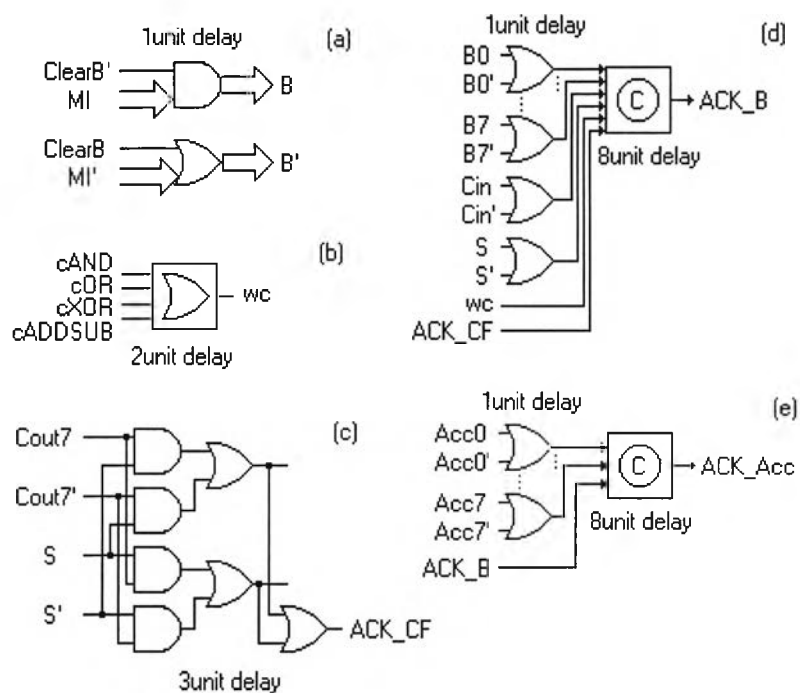 1unit delay
(a)
ClearB'
MI
B
ClearB
MI'
B'
(b)
cAND
cOR
cXOR
cADDSUB
wc
2unit delay
(c)
Cout7
Cout7'
S
S'
ACK_CF
3unit delay
1unit delay
(d)
B0
B0'
B7
B7'
Cin
Cin'
S
S'
wc
ACK_CF
C
ACK_B
8unit delay
1unit delay
(e)
Acc0
Acc0'
Acc7
Acc7'
ACK_B
C
ACK_Acc
8unit delay